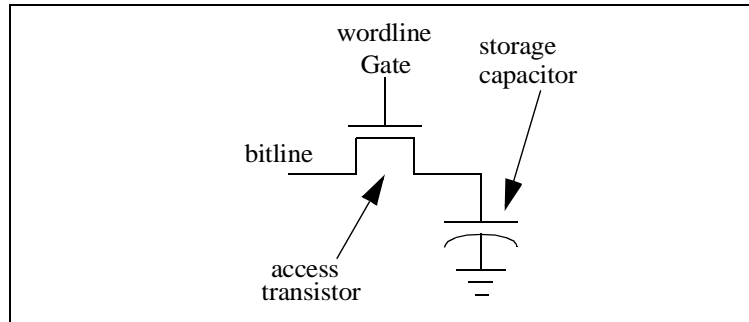 wordline
Gate
storage
capacitor
bitline
access
transistor